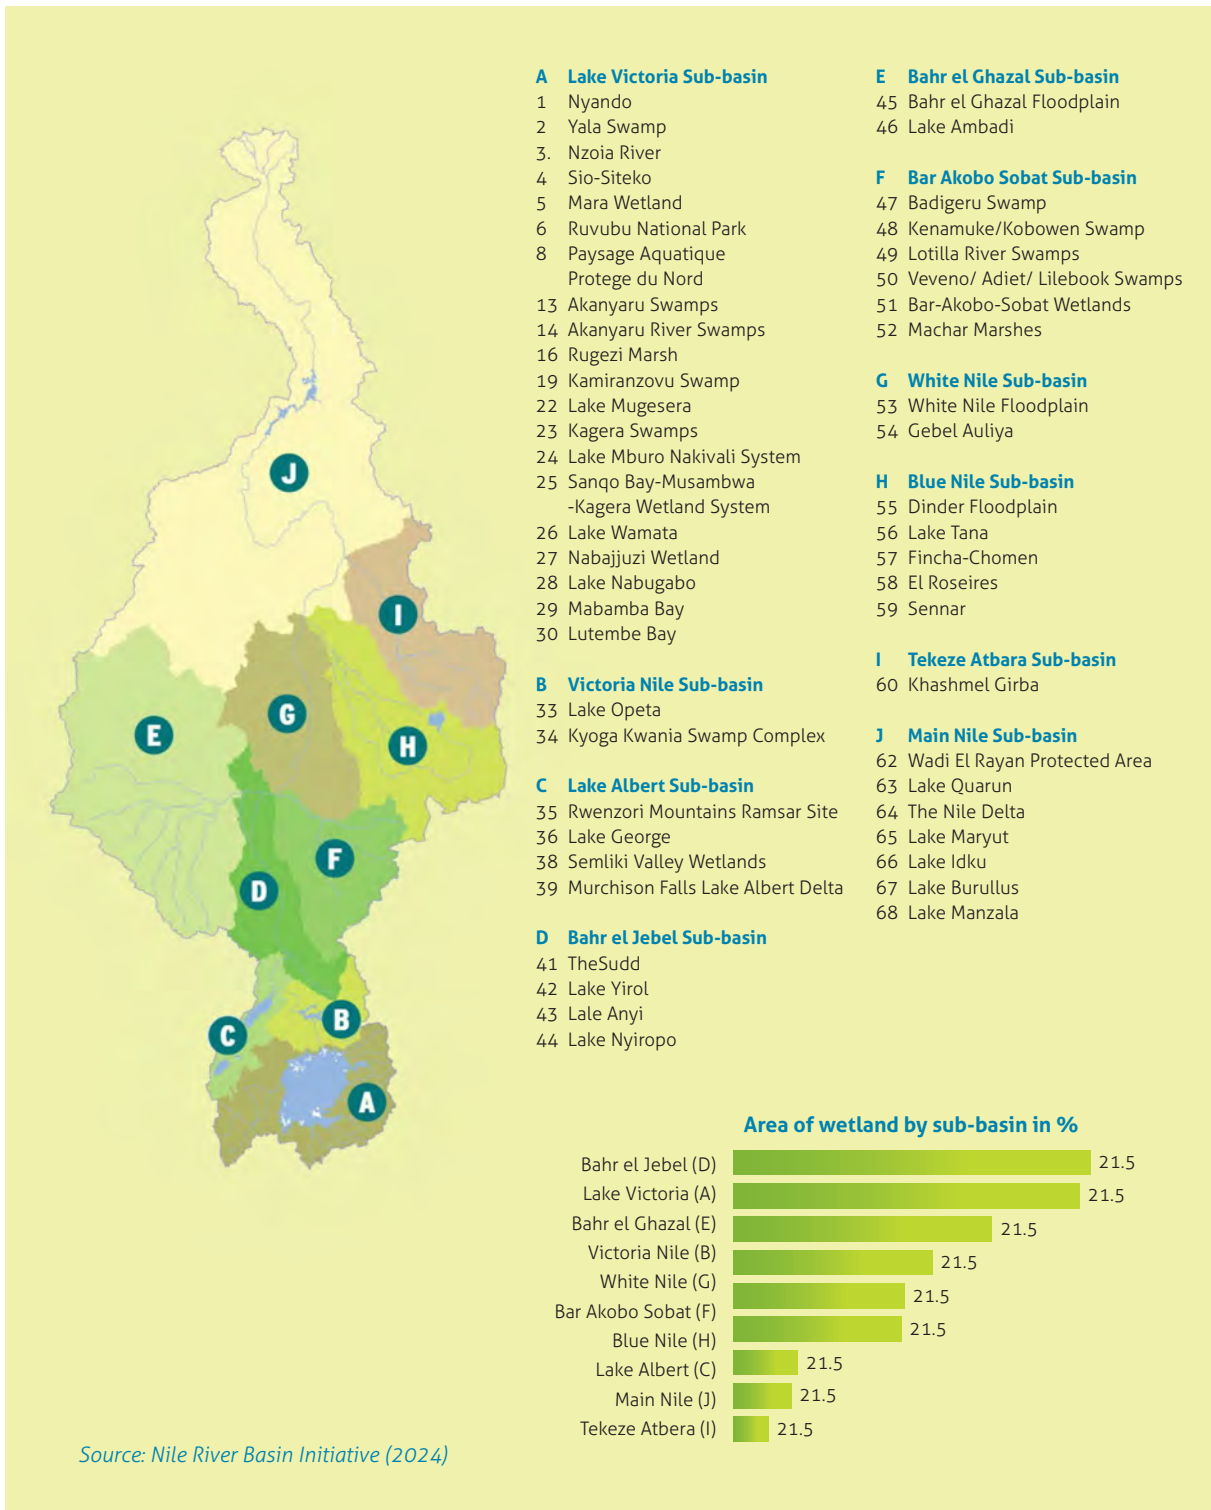 A Lake Victoria Sub-basin
1 Nyando
2 Yala Swamp
3. Nzoia River
4 Sio-Siteko
5 Mara Wetland
6 Ruvubu National Park
8 Paysage Aquatique
Protege du Nord
13 Akanyaru Swamps
14 Akanyaru River Swamps
16 Rugezi Marsh
19 Kamiranzovu Swamp
22 Lake Mugesera
23 Kagera Swamps
24 Lake Mburo Nakivali System
25 Sanqo Bay-Musambwa
-Kagera Wetland System
26 Lake Wamata
27 Nabajjuzi Wetland
28 Lake Nabugabo
29 Mabamba Bay
30 Lutembe Bay
B Victoria Nile Sub-basin
33 Lake Opeta
34 Kyoga Kwania Swamp Complex
C Lake Albert Sub-basin
35 Rwenzori Mountains Ramsar Site
36 Lake George
38 Semliki Valley Wetlands
39 Murchison Falls Lake Albert Delta
D Bahr el Jebel Sub-basin
41 TheSudd
42 Lake Yirol
43 Lale Anyi
44 Lake Nyiropo
E Bahr el Ghazal Sub-basin
45 Bahr el Ghazal Floodplain
46 Lake Ambadi
F Bar Akobo Sobat Sub-basin
47 Badigeru Swamp
48 Kenamuke/Kobowen Swamp
49 Lotilla River Swamps
50 Veveno/ Adiet/ Lilebook Swamps
51 Bar-Akobo-Sobat Wetlands
52 Machar Marshes
G White Nile Sub-basin
53 White Nile Floodplain
54 Gebel Auliya
H Blue Nile Sub-basin
55 Dinder Floodplain
56 Lake Tana
57 Fincha-Chomen
58 El Roseires
59 Sennar
I Tekeze Atbara Sub-basin
60 Khashmel Girba
J Main Nile Sub-basin
62 Wadi El Rayan Protected Area
63 Lake Quarun
64 The Nile Delta
65 Lake Maryut
66 Lake Idku
67 Lake Burullus
68 Lake Manzala
J
I
G
E
H
F
D
B
C
A
Area of wetland by sub-basin in %
Bahr el Jebel (D) 21.5
Lake Victoria (A) 21.5
Bahr el Ghazal (E) 21.5
Victoria Nile (B) 21.5
White Nile (G) 21.5
Bar Akobo Sobat (F) 21.5
Blue Nile (H) 21.5
Lake Albert (C) 21.5
Main Nile (J) 21.5
Tekeze Atbera (I)
Source: Nile River Basin Initiative (2024)